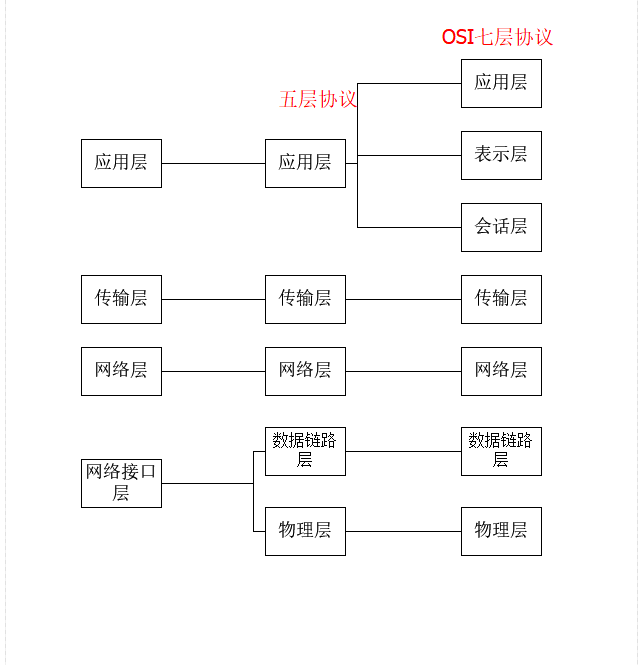 OSI七层协议
应用层
五层协议
应用层
应用层
表示层
会话层
传输层
传输层
传输层
网络层
网络层
网络层
数据链路
层
数据链路
层
网络接口
层
物理层
物理层